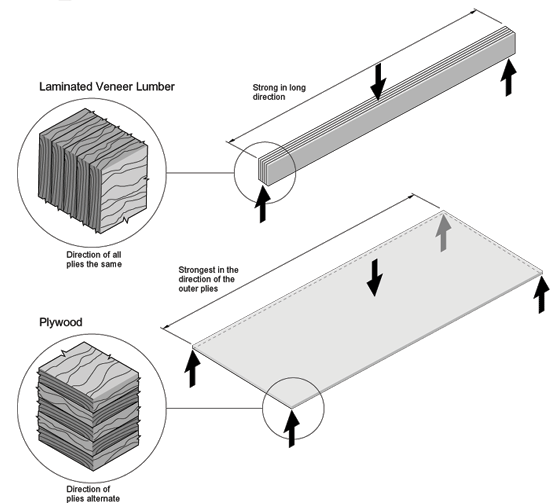 Laminated Veneer Lumber
Strong in long
direction
Direction of all
plies the same
Strongest in the
direction of the
outer plies
Plywood
Direction of
plies alternate